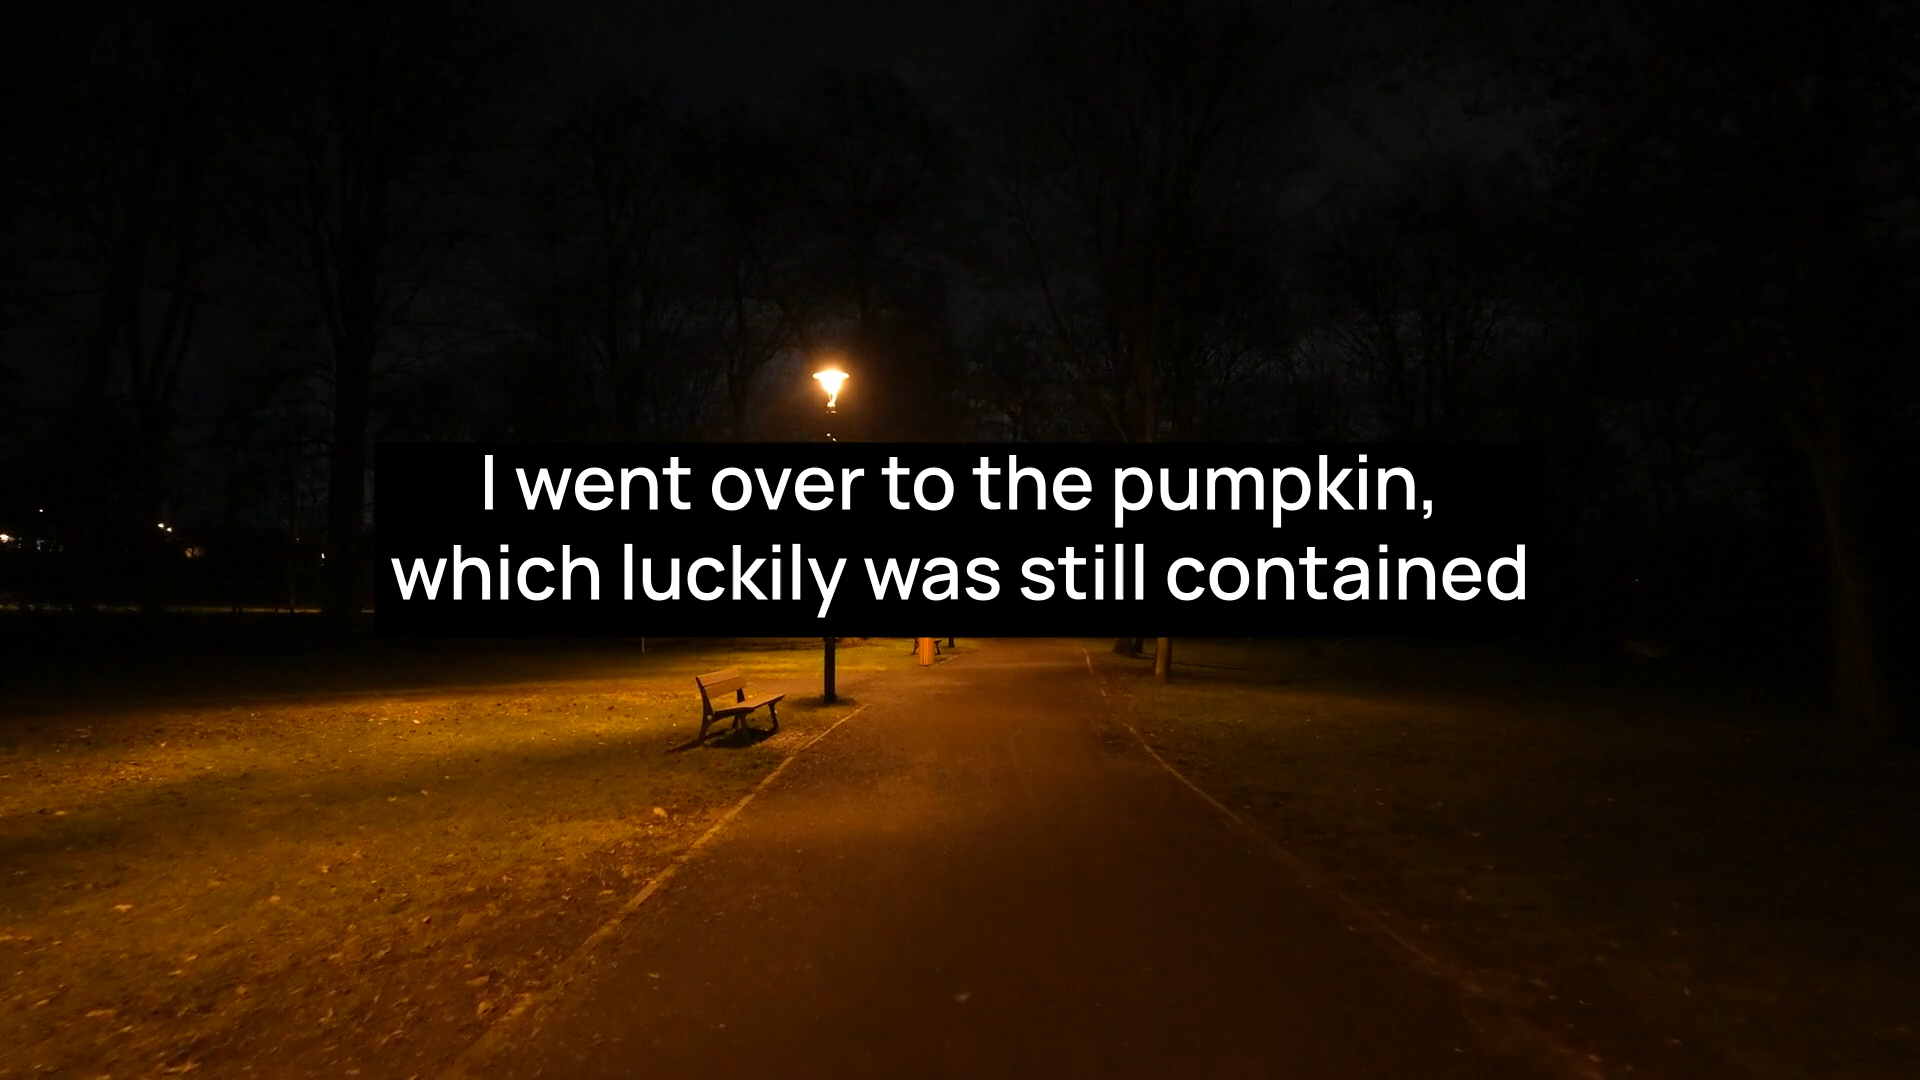 I went over to the pumpkin,
which luckily was still contained